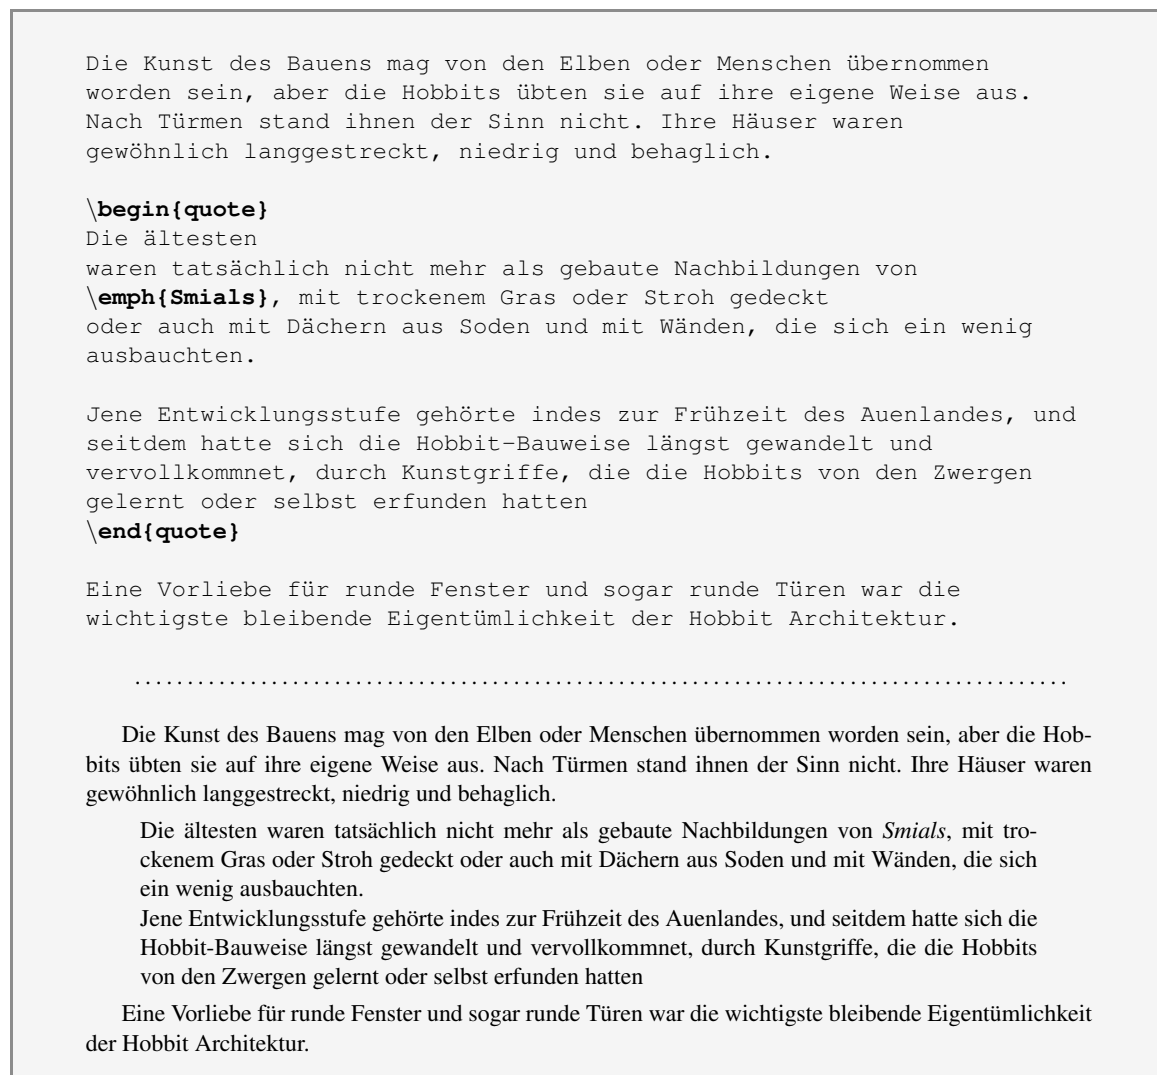 Die Kunst des Bauens mag von den Elben oder Menschen übernommen
worden sein, aber die Hobbits übten sie auf ihre eigene Weise aus.
Nach Türmen stand ihnen der Sinn nicht. Ihre Häuser waren
gewöhnlich langgestreckt, niedrig und behaglich.
\begin{quote}
Die ältesten
waren tatsächlich nicht mehr als gebaute Nachbildungen von
\emph{Smials}, mit trockenem Gras oder Stroh gedeckt
oder auch mit Dächern aus Soden und mit Wänden, die sich ein wenig
ausbauchten.
Jene Entwicklungsstufe gehörte indes zur Frühzeit des Auenlandes, und
seitdem hatte sich die Hobbit-Bauweise längst gewandelt und
vervollkommnet, durch Kunstgriffe, die die Hobbits von den Zwergen
gelernt oder selbst erfunden hatten
\end{quote}
Eine Vorliebe für runde Fenster und sogar runde Türen war die
wichtigste bleibende Eigentümlichkeit der Hobbit Architektur.
Die Kunst des Bauens mag von den Elben oder Menschen übernommen worden sein, aber die Hob-
bits übten sie auf ihre eigene Weise aus. Nach Türmen stand ihnen der Sinn nicht. Ihre Häuser waren
gewöhnlich langgestreckt, niedrig und behaglich.
Die ältesten waren tatsächlich nicht mehr als gebaute Nachbildungen von Smials, mit tro-
ckenem Gras oder Stroh gedeckt oder auch mit Dächern aus Soden und mit Wänden, die sich
ein wenig ausbauchten.
Jene Entwicklungsstufe gehörte indes zur Frühzeit des Auenlandes, und seitdem hatte sich die
Hobbit-Bauweise längst gewandelt und vervollkommnet, durch Kunstgriffe, die die Hobbits
von den Zwergen gelernt oder selbst erfunden hatten
Eine Vorliebe für runde Fenster und sogar runde Türen war die wichtigste bleibende Eigentümlichkeit
der Hobbit Architektur.